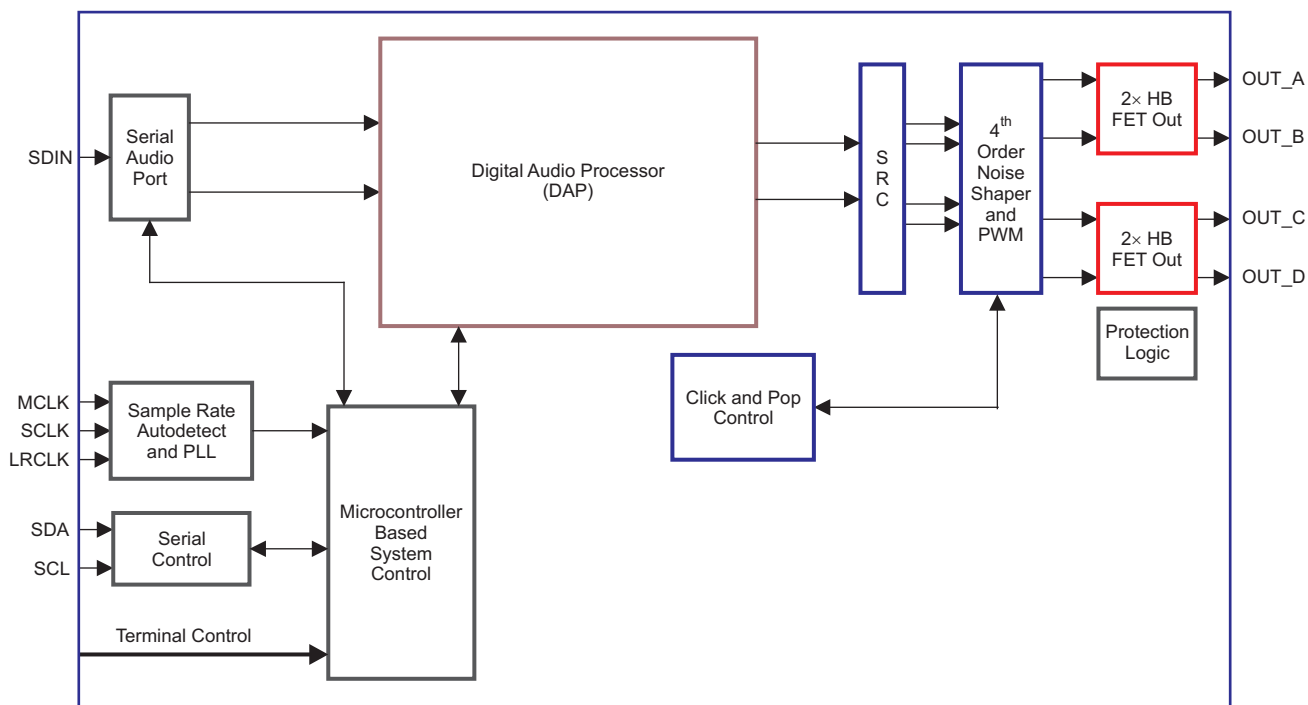 SDIN
Serial
Audio
Port
Digital Audio Processor
(DAP)
S
R
C
4th
Order
Noise
Shaper
and
PWM
2× HB
FET Out
OUT_A
OUT_B
2× HB
FET Out
OUT_C
OUT_D
Protection
Logic
Click and Pop
Control
MCLK
SCLK
LRCLK
Sample Rate
Autodetect
and PLL
SDA
SCL
Serial
Control
Microcontroller
Based
System
Control
Terminal Control